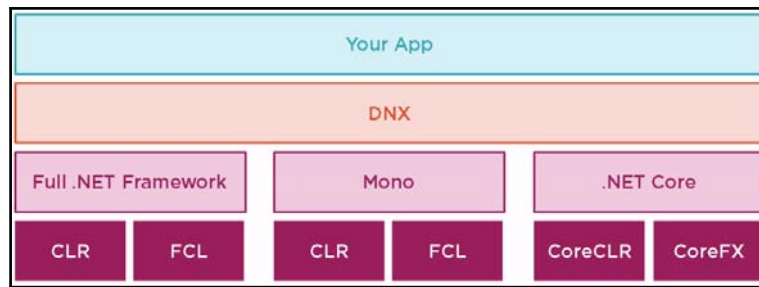 Your App
DNX
Full .NET Framework Mono .NET Core
CLR FCL CLR FCL CoreCLR CoreFX